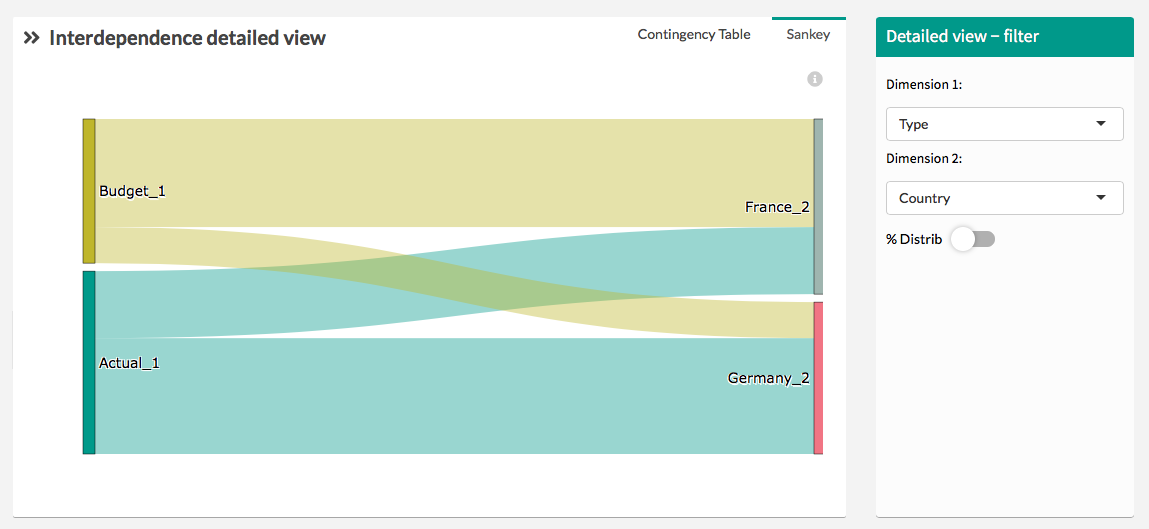 Interdependence detailed view
Contingency Table
Sankey
Budget_1
France_2
Actual_1
Germany_2
Detailed view – filter
Dimension 1:
Type
Dimension 2:
Country
% Distrib